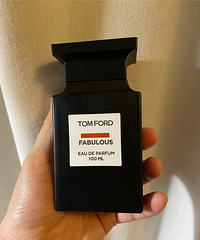 TOM FORD
FABULOUS
EAU DE PARFUM
100 ML